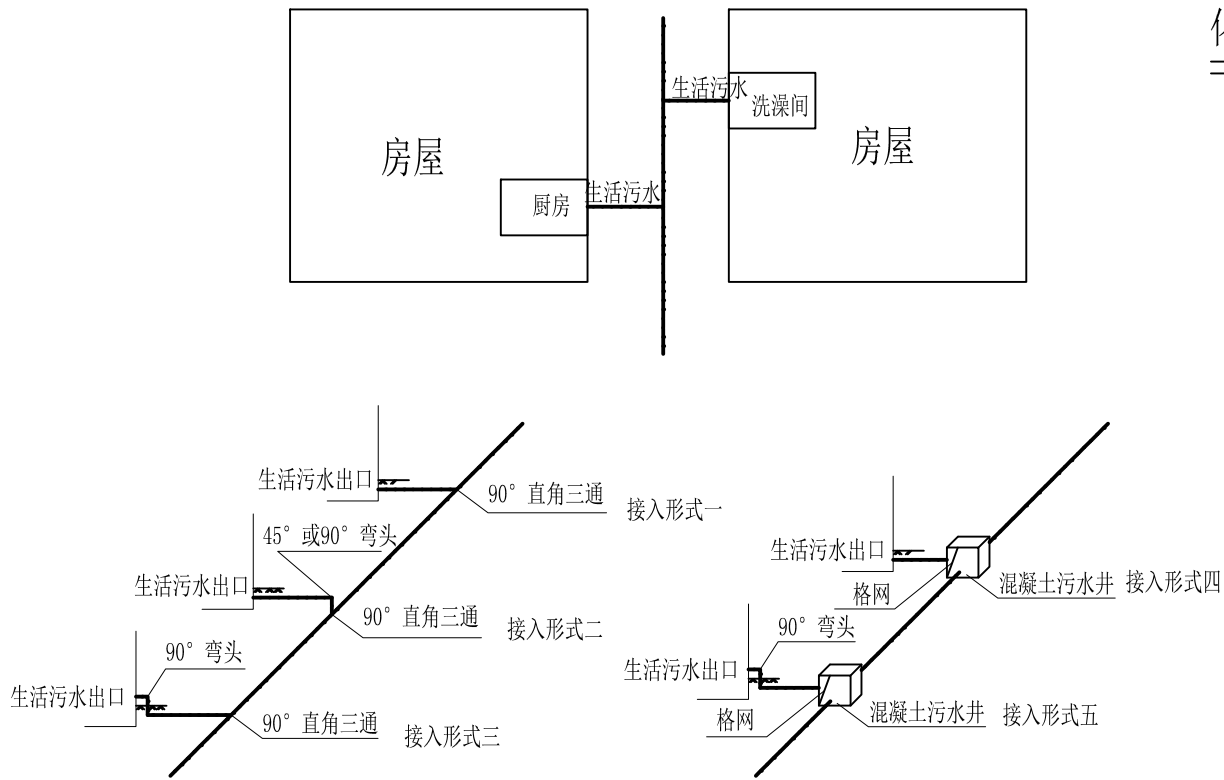 生活污水
洗澡间
房屋
房屋
厨房
生活污水
生活污水出口
90° 直角三通
接入形式一
45° 或90° 弯头
生活污水出口
90° 直角三通
接入形式二
90° 弯头
生活污水出口
90° 直角三通
接入形式三
生活污水出口
格网
混凝土污水井
接入形式四
90° 弯头
生活污水出口
格网
混凝土污水井
接入形式五